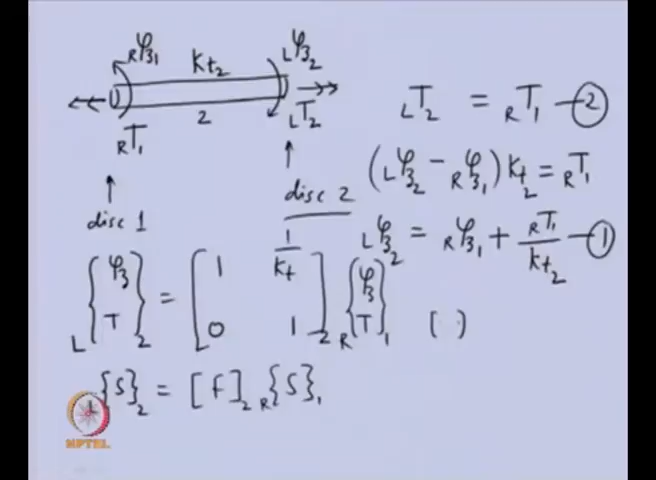 Rφ31 kt2 Lφ32
2 LT2
RT1
disc 1 disc 2
LT2 = RT1 — ②
(Lφ32 − Rφ31) kt2 = RT1
Lφ32 = Rφ31 + RT1/kt2 — ①
L{φ3 T}2 = [1 1/kt 0 1]2 R{φ3 T}1 [ ]
L{S}2 = [F]2 R{S}1
NPTEL